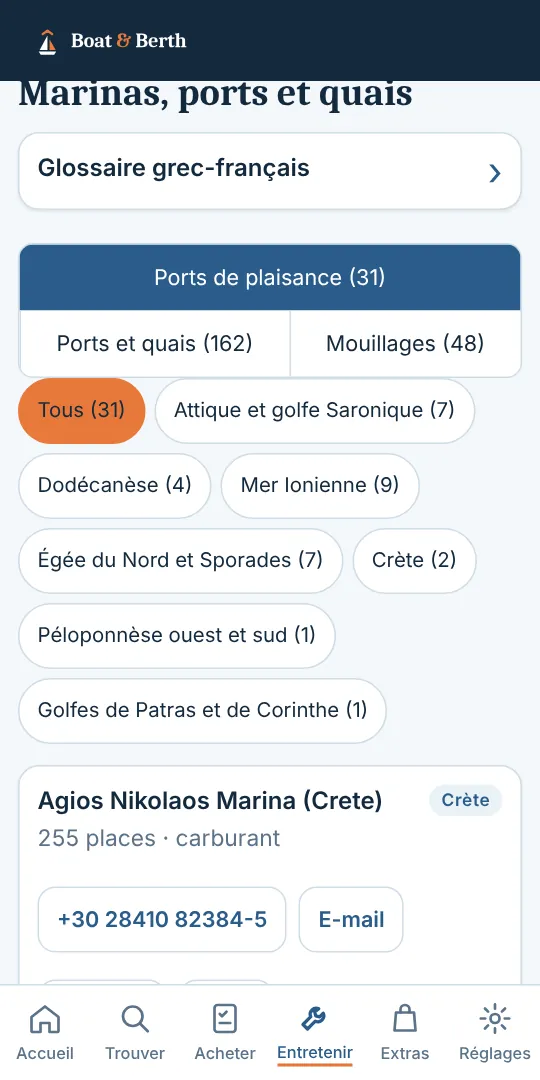 Boat & Berth
Marinas, ports et quais
Glossaire grec-français
Ports de plaisance (31)
Ports et quais (162)
Mouillages (48)
Tous (31)
Attique et golfe Saronique (7)
Dodécanèse (4)
Mer Ionienne (9)
Égée du Nord et Sporades (7)
Crète (2)
Péloponnèse ouest et sud (1)
Golfes de Patras et de Corinthe (1)
Agios Nikolaos Marina (Crete)
Crète
255 places · carburant
+30 28410 82384-5
E-mail
Accueil
Trouver
Acheter
Entretenir
Extras
Réglages